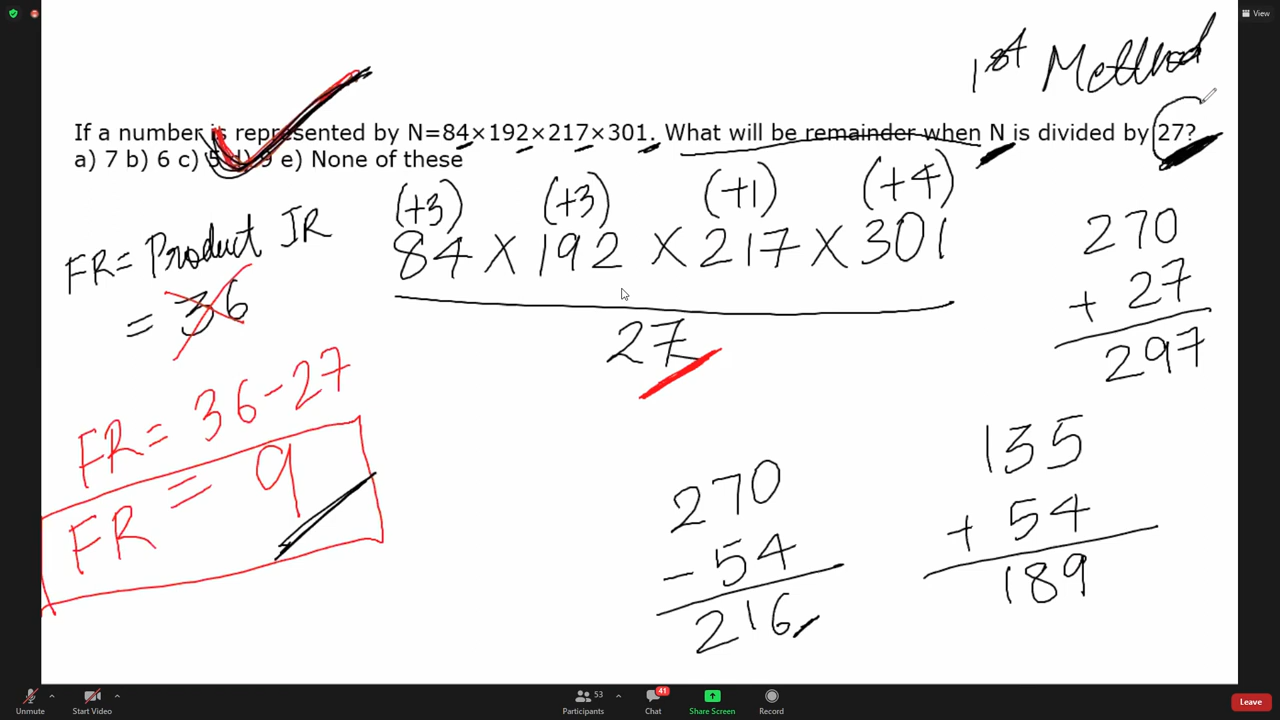 View
1st Method
If a number is represented by N=84×192×217×301. What will be remainder when N is divided by 27?
a) 7 b) 6 c) 5 d) 9 e) None of these
(+3) (+3) (+1) (+4)
84 X 192 X 217 X 301
27
FR = Product IR
= 36
FR = 36-27
FR = 9
270
+ 27
297
270
- 54
216
135
+ 54
189
Unmute
Start Video
53
Participants
41
Chat
Share Screen
Record
Leave